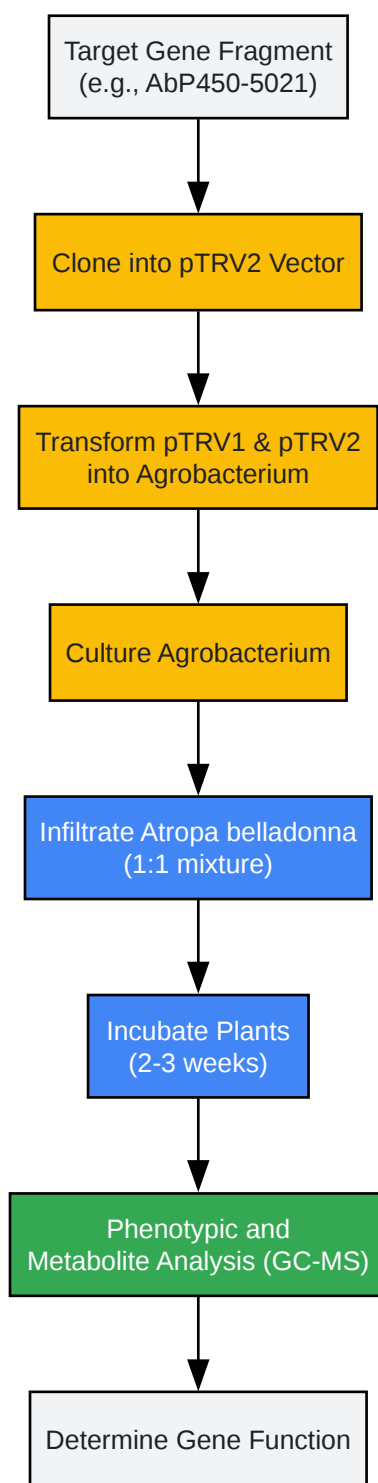 Target Gene Fragment
(e.g., AbP450-5021)
Clone into pTRV2 Vector
Transform pTRV1 & pTRV2
into Agrobacterium
Culture Agrobacterium
Infiltrate Atropa belladonna
(1:1 mixture)
Incubate Plants
(2-3 weeks)
Phenotypic and
Metabolite Analysis (GC-MS)
Determine Gene Function